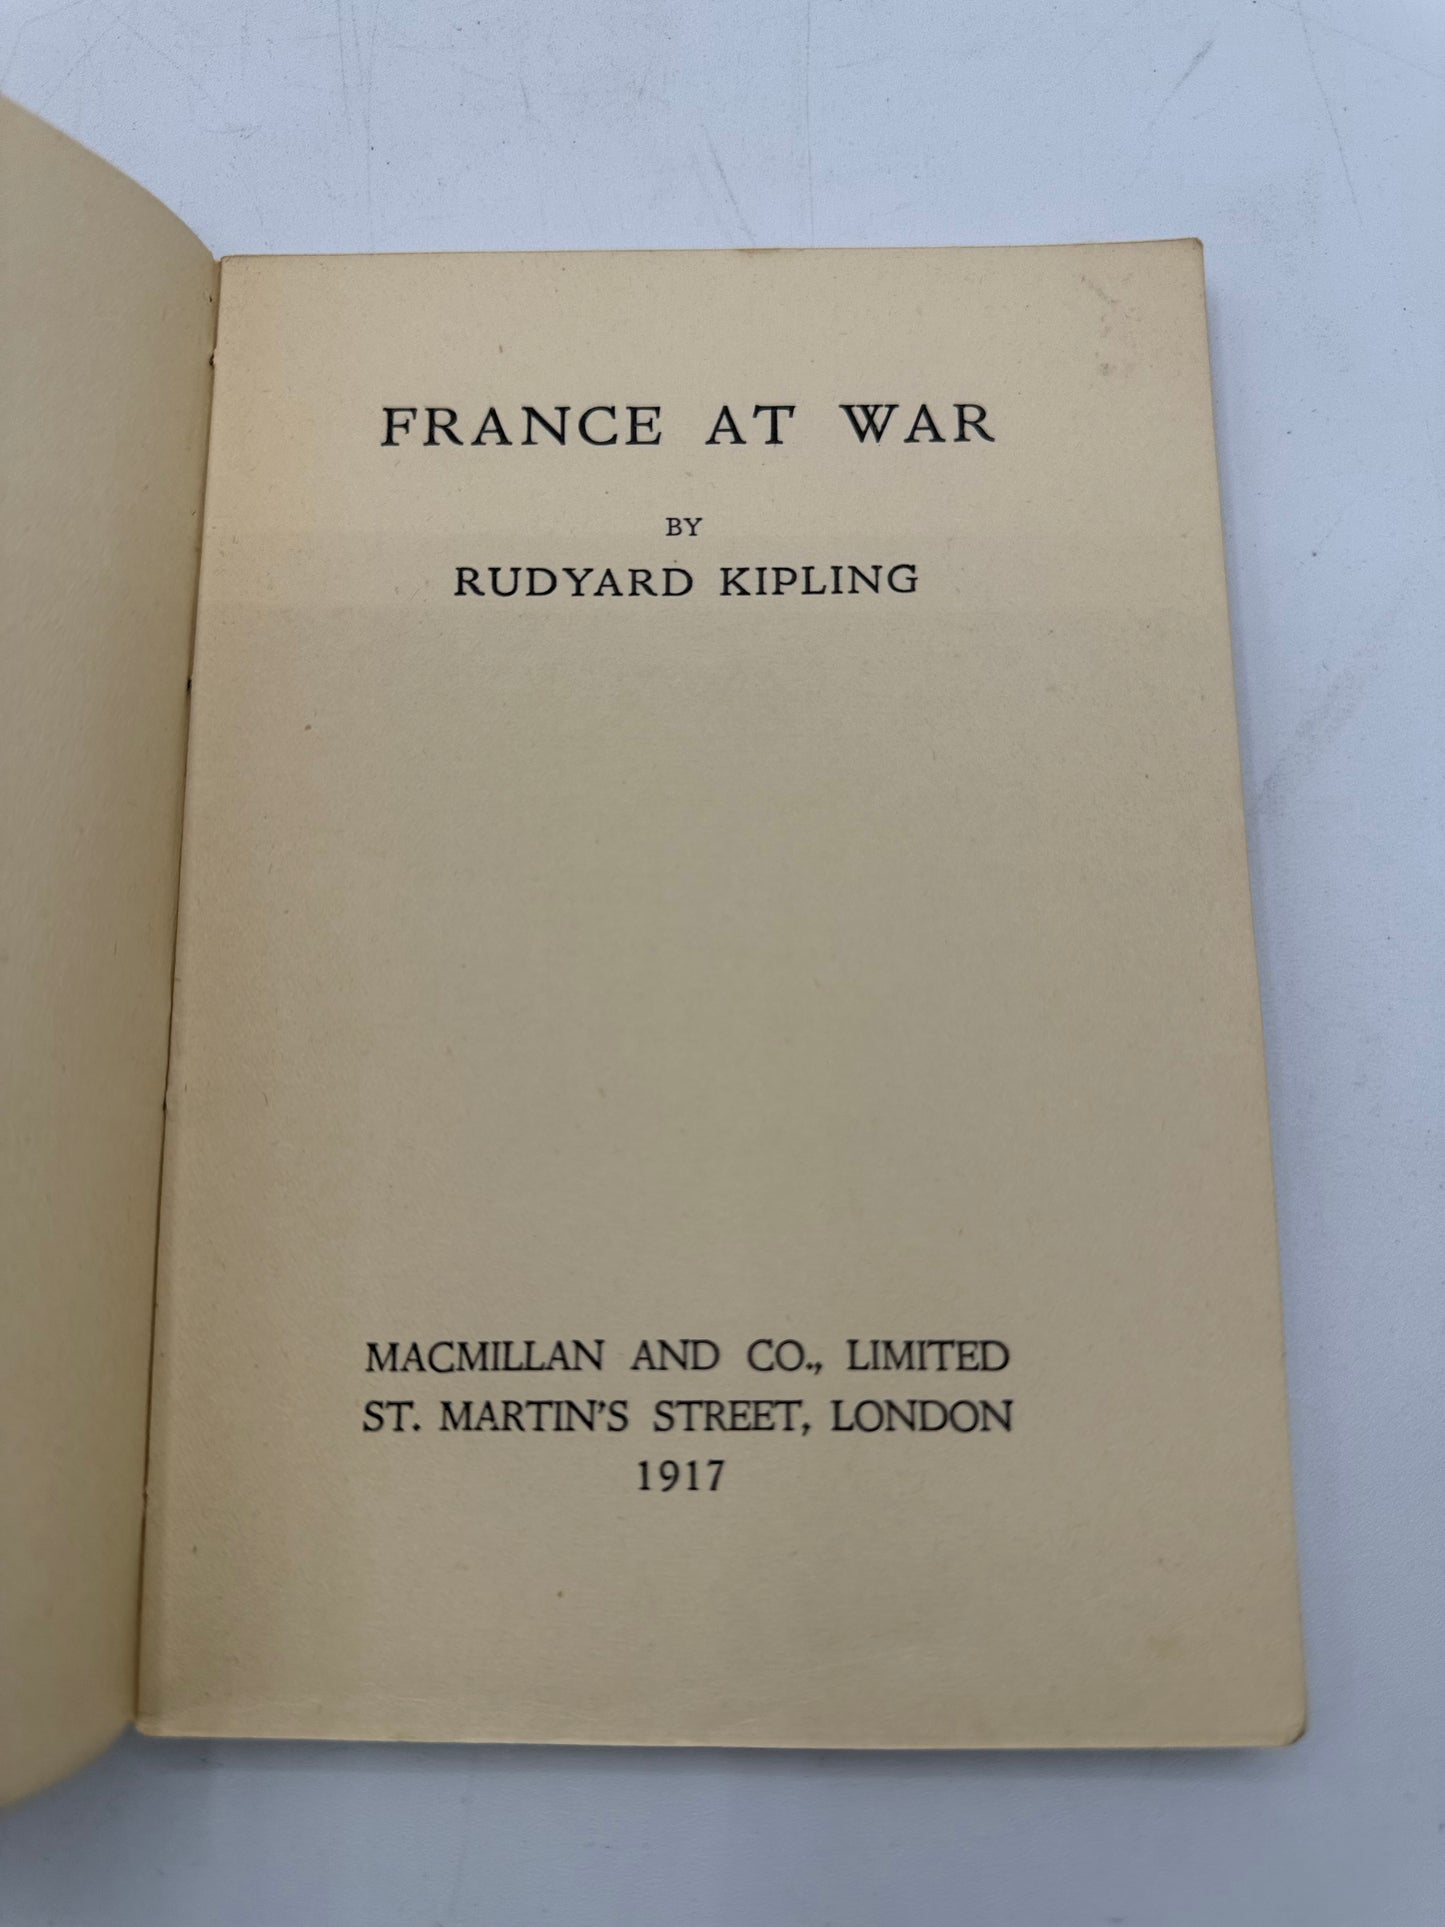 FRANCE AT WAR
BY
RUDYARD KIPLING
MACMILLAN AND CO., LIMITED
ST. MARTIN'S STREET, LONDON
1917